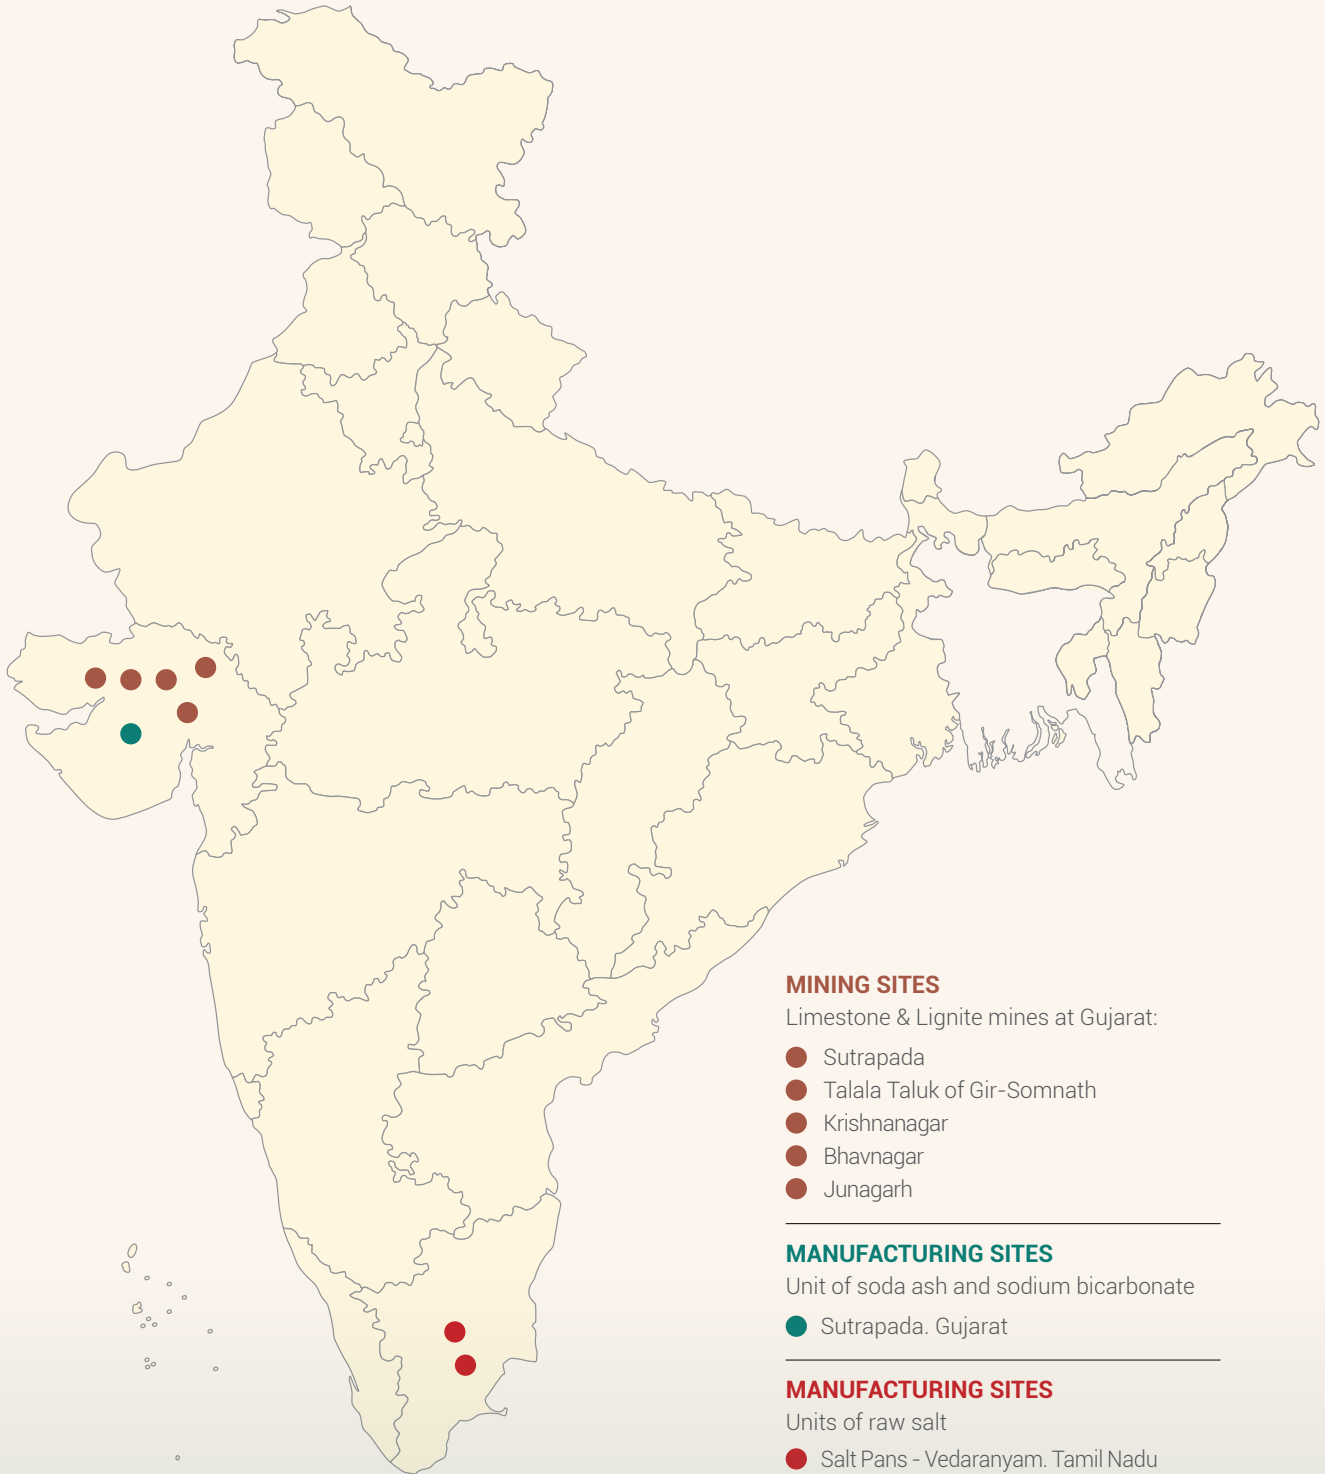 MINING SITES
Limestone & Lignite mines at Gujarat:
Sutrapada
Talala Taluk of Gir-Somnath
Krishnanagar
Bhavnagar
Junagarh
MANUFACTURING SITES
Unit of soda ash and sodium bicarbonate
Sutrapada. Gujarat
MANUFACTURING SITES
Units of raw salt
Salt Pans - Vedaranyam. Tamil Nadu